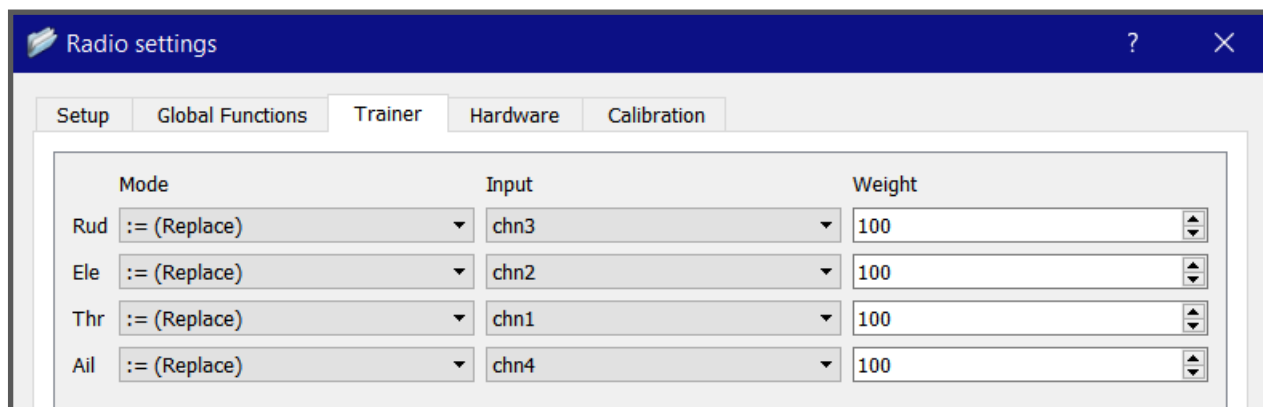 Radio settings ? ×
Setup Global Functions Trainer Hardware Calibration
Mode Input Weight
Rud := (Replace) chn3 100
Ele := (Replace) chn2 100
Thr := (Replace) chn1 100
Ail := (Replace) chn4 100